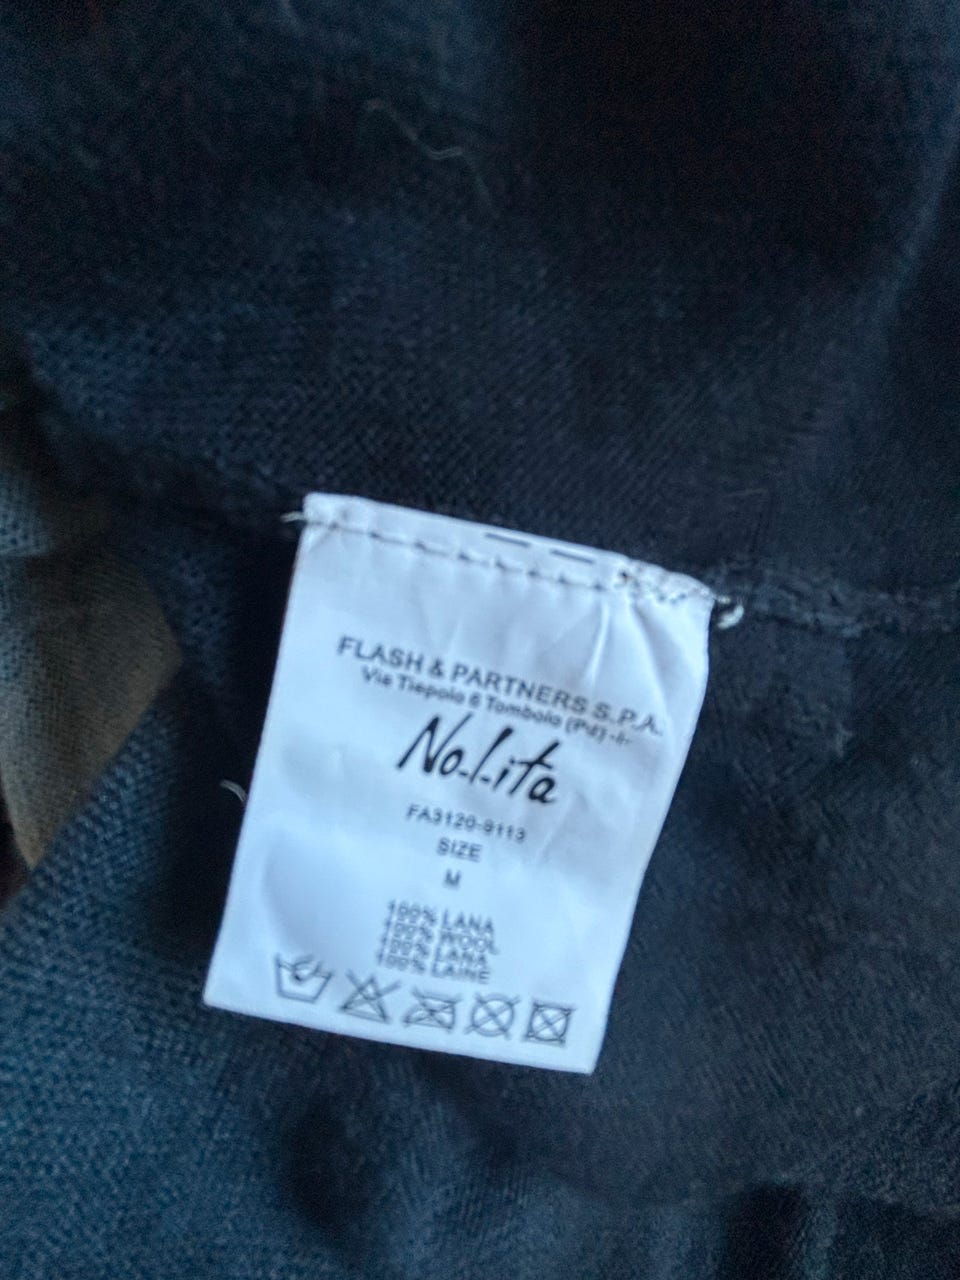 FLASH & PARTNERS S.P.A.
Via Tiepolo 6 Tombolo (Pd) -I-
No.l.ita
FA3120-9113
SIZE
M
100% LANA
100% WOOL
100% LANA
100% LAINE